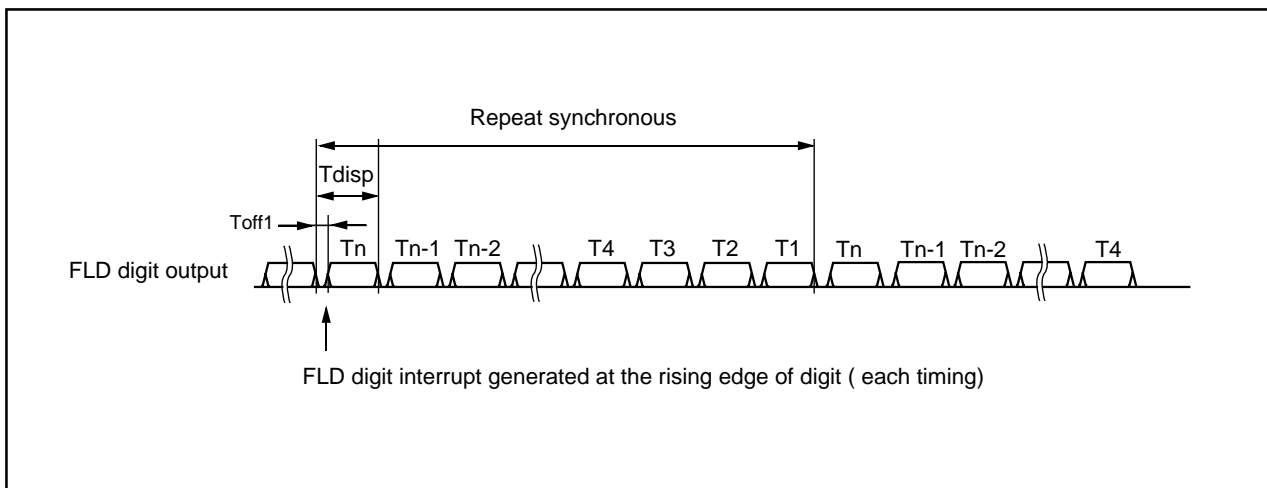 Repeat synchronous
Tdisp
Toff1
Tn Tn-1 Tn-2 T4 T3 T2 T1 Tn Tn-1 Tn-2 T4
FLD digit output
FLD digit interrupt generated at the rising edge of digit ( each timing)